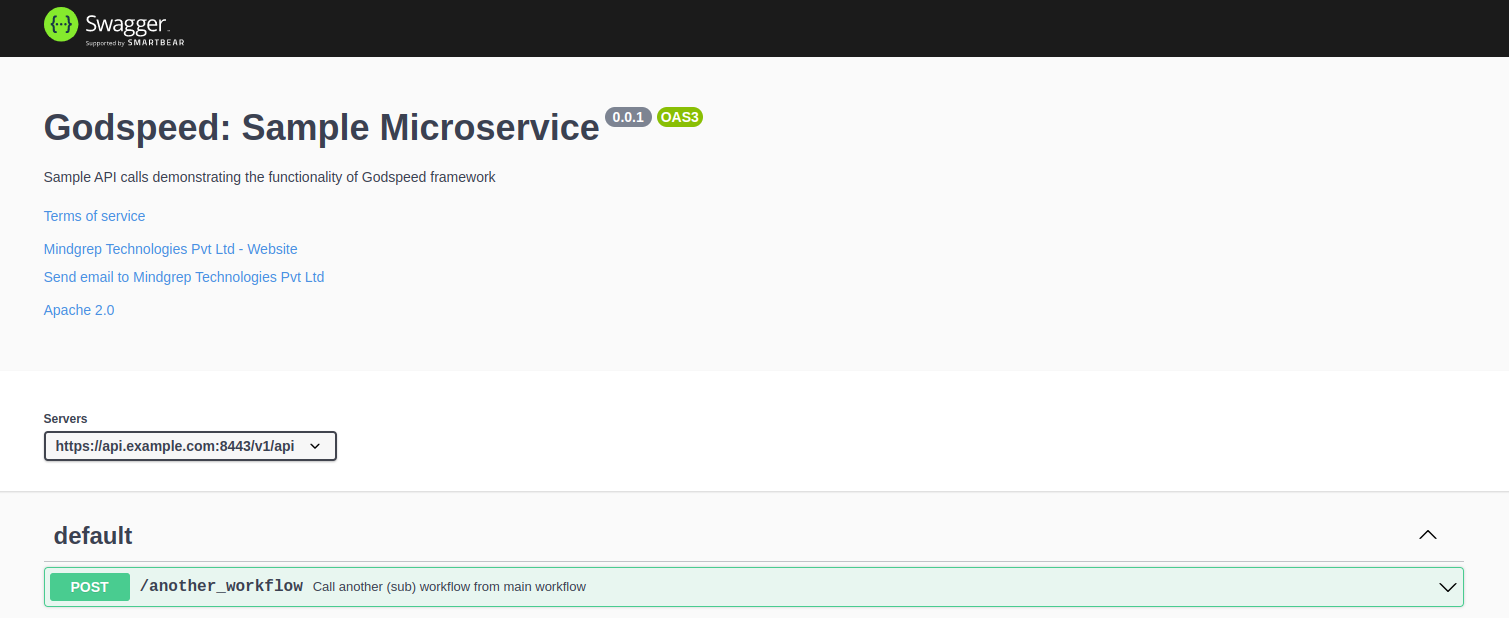 {...} Swagger™
Supported by SMARTBEAR
Godspeed: Sample Microservice 0.0.1 OAS3
Sample API calls demonstrating the functionality of Godspeed framework
Terms of service
Mindgrep Technologies Pvt Ltd - Website
Send email to Mindgrep Technologies Pvt Ltd
Apache 2.0
Servers
https://api.example.com:8443/v1/api
default
POST /another_workflow Call another (sub) workflow from main workflow